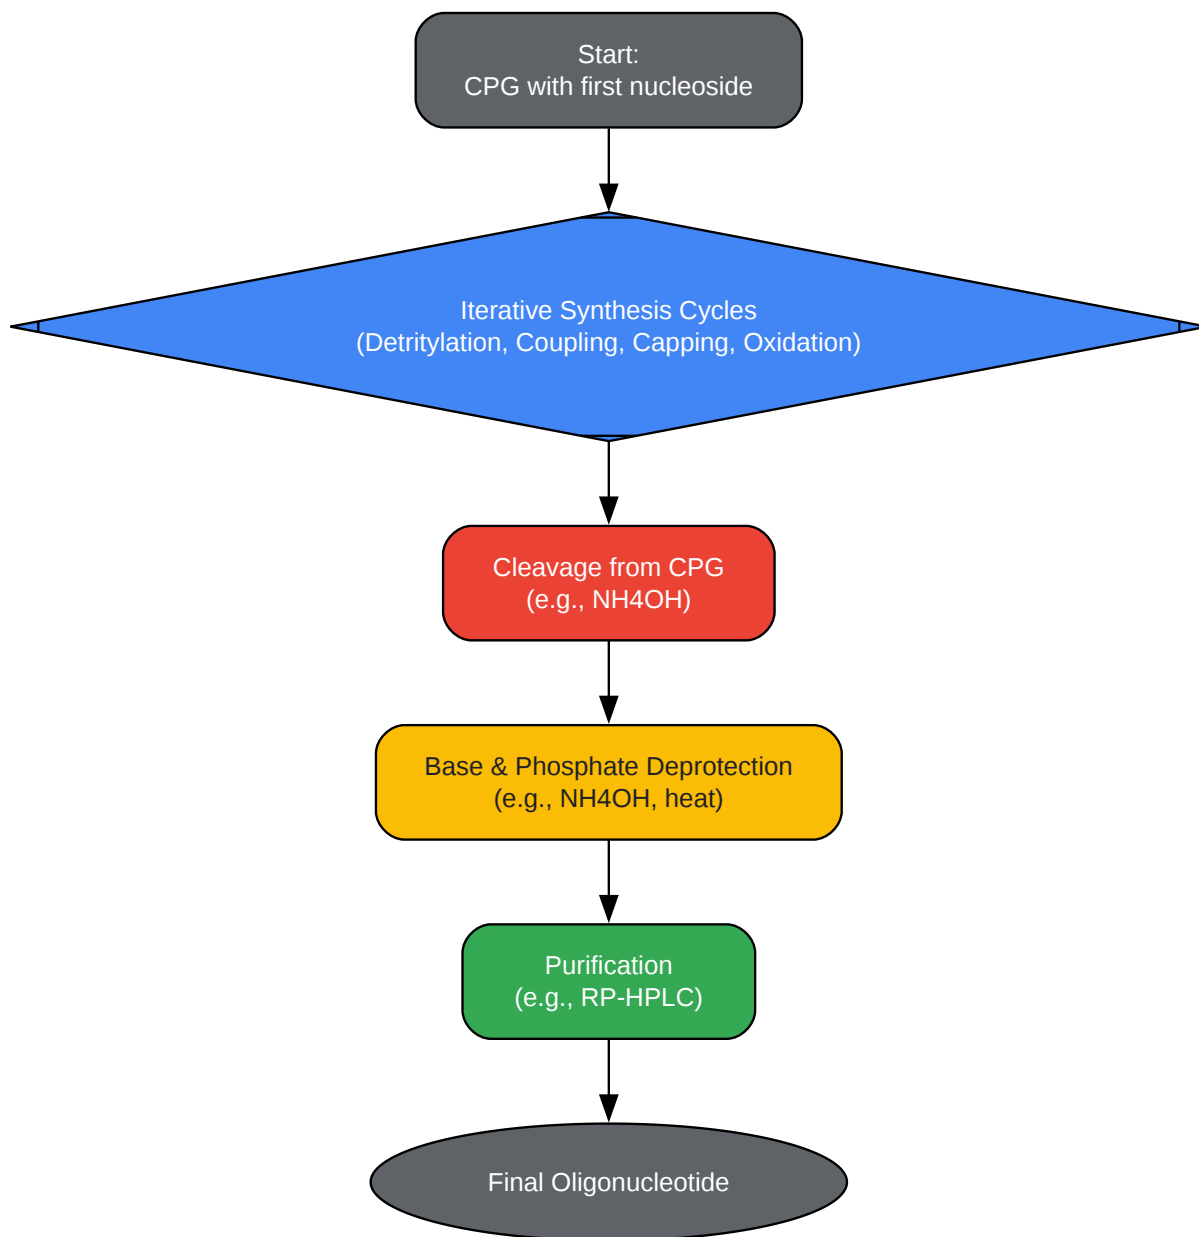 Start:
CPG with first nucleoside
Iterative Synthesis Cycles
(Detritylation, Coupling, Capping, Oxidation)
Cleavage from CPG
(e.g., NH4OH)
Base & Phosphate Deprotection
(e.g., NH4OH, heat)
Purification
(e.g., RP-HPLC)
Final Oligonucleotide